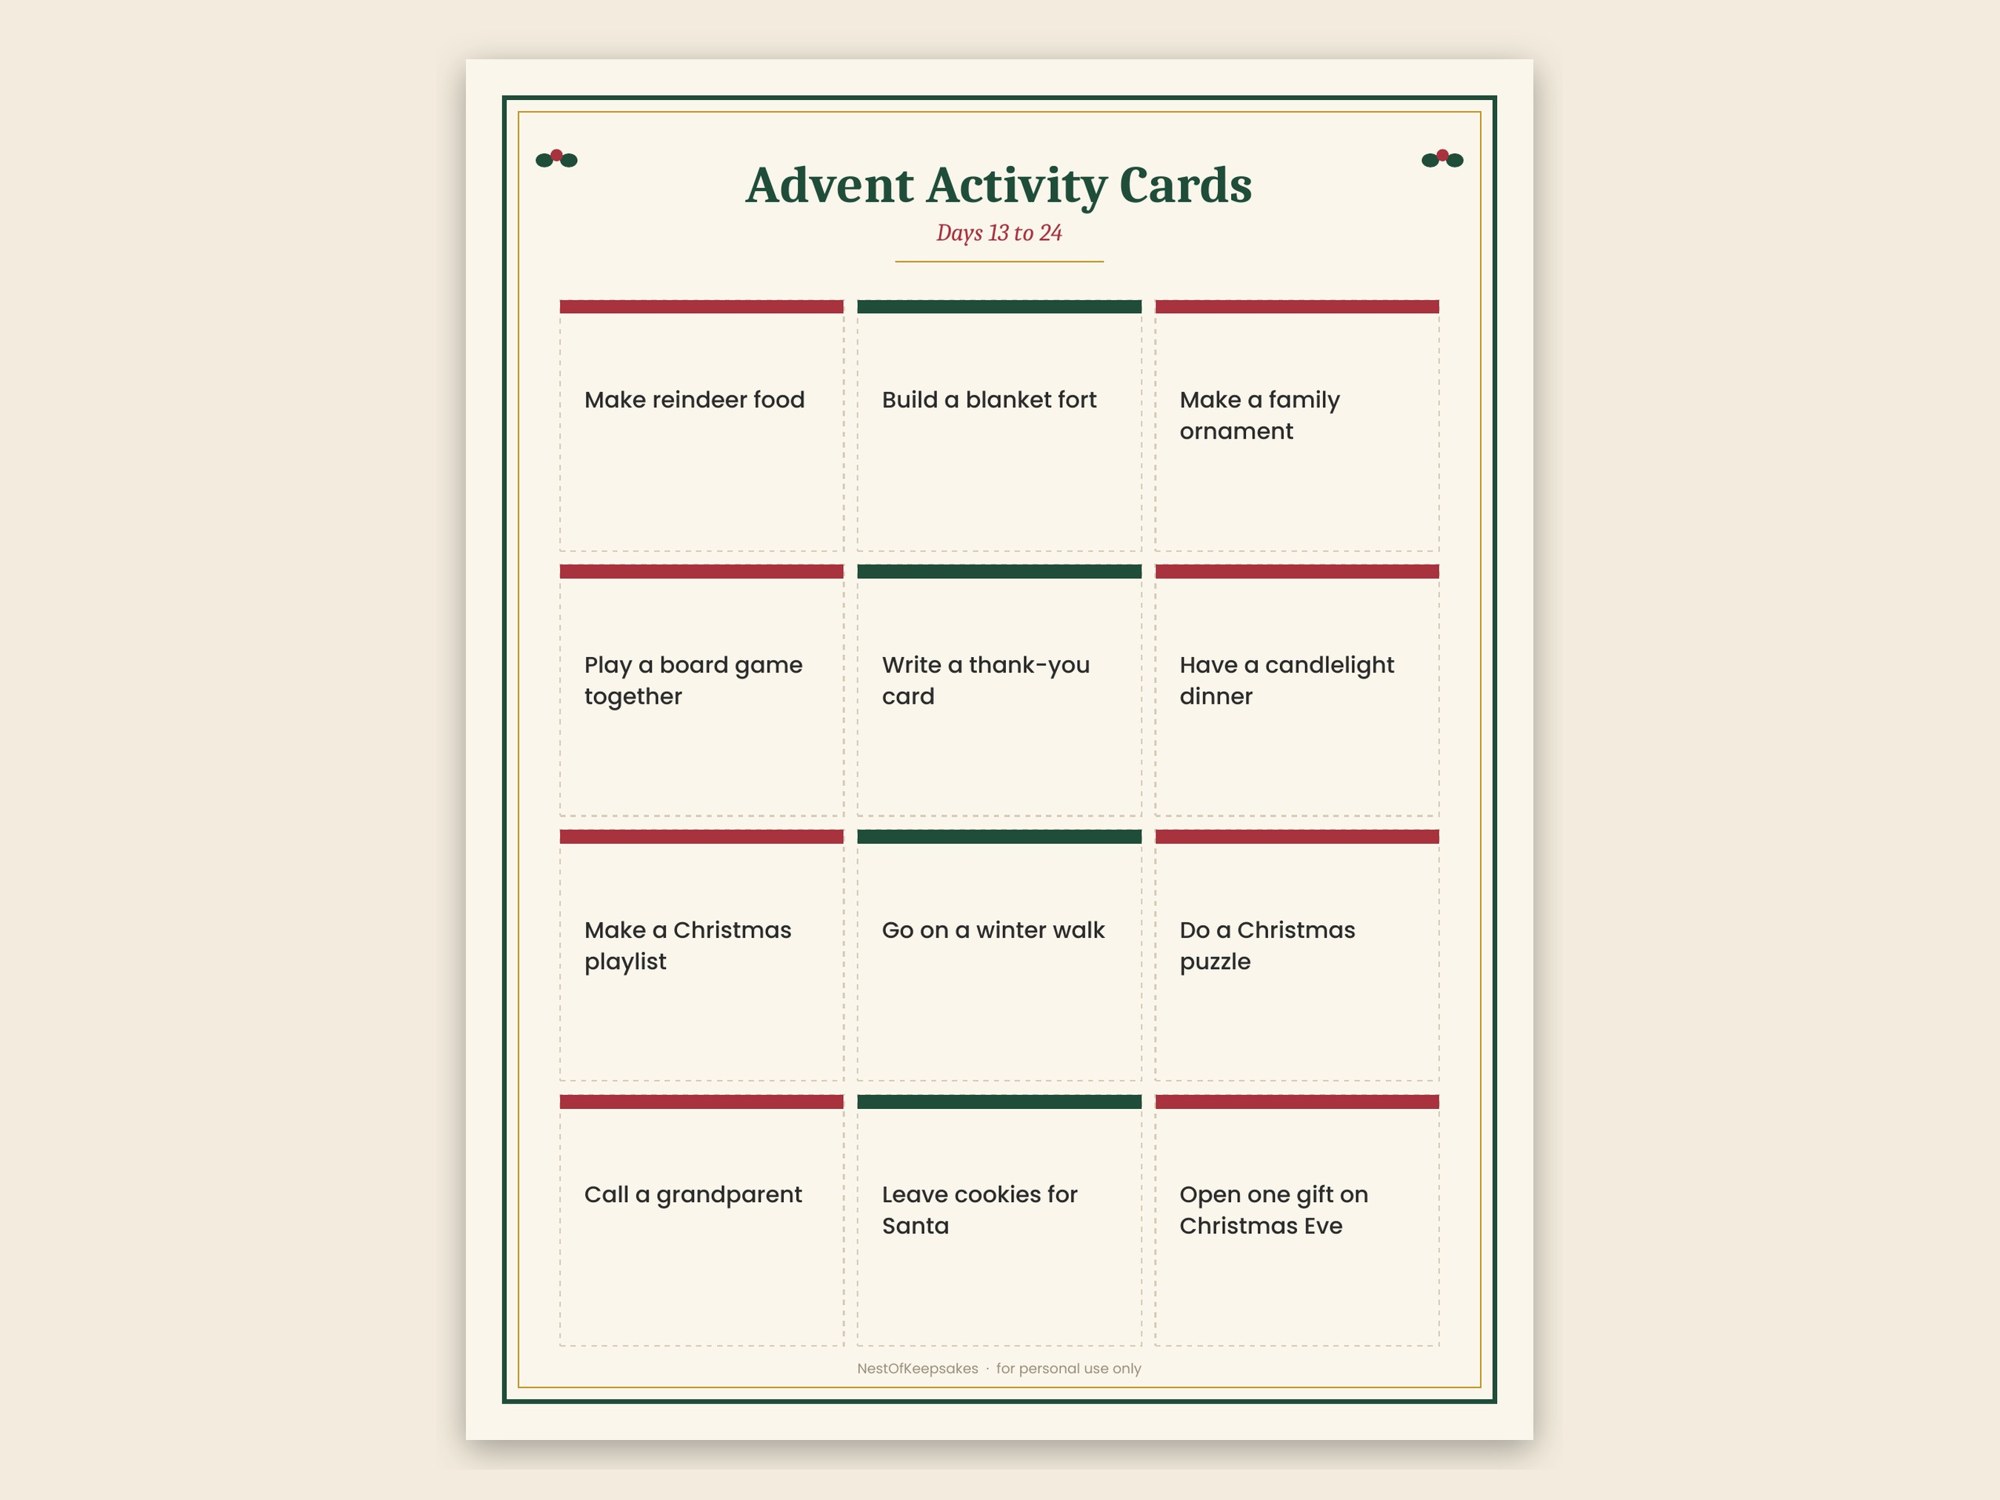 Advent Activity Cards
Days 13 to 24
Make reindeer food
Build a blanket fort
Make a family
ornament
Play a board game
together
Write a thank-you
card
Have a candlelight
dinner
Make a Christmas
playlist
Go on a winter walk
Do a Christmas
puzzle
Call a grandparent
Leave cookies for
Santa
Open one gift on
Christmas Eve
NestOfKeepsakes · for personal use only